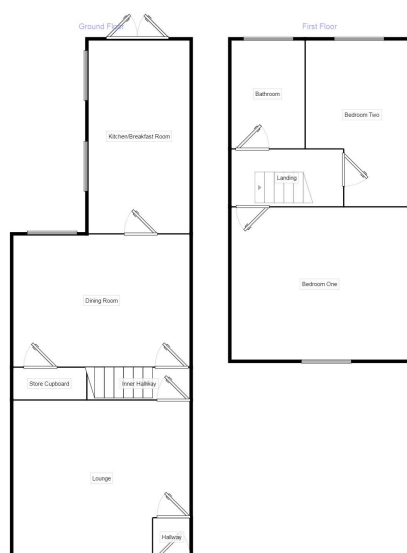 Ground Floor
First Floor
Bathroom
Bedroom Two
Kitchen/Breakfast Room
Landing
Bedroom One
Dining Room
Store Cupboard
Inner Hallway
Lounge
Hallway